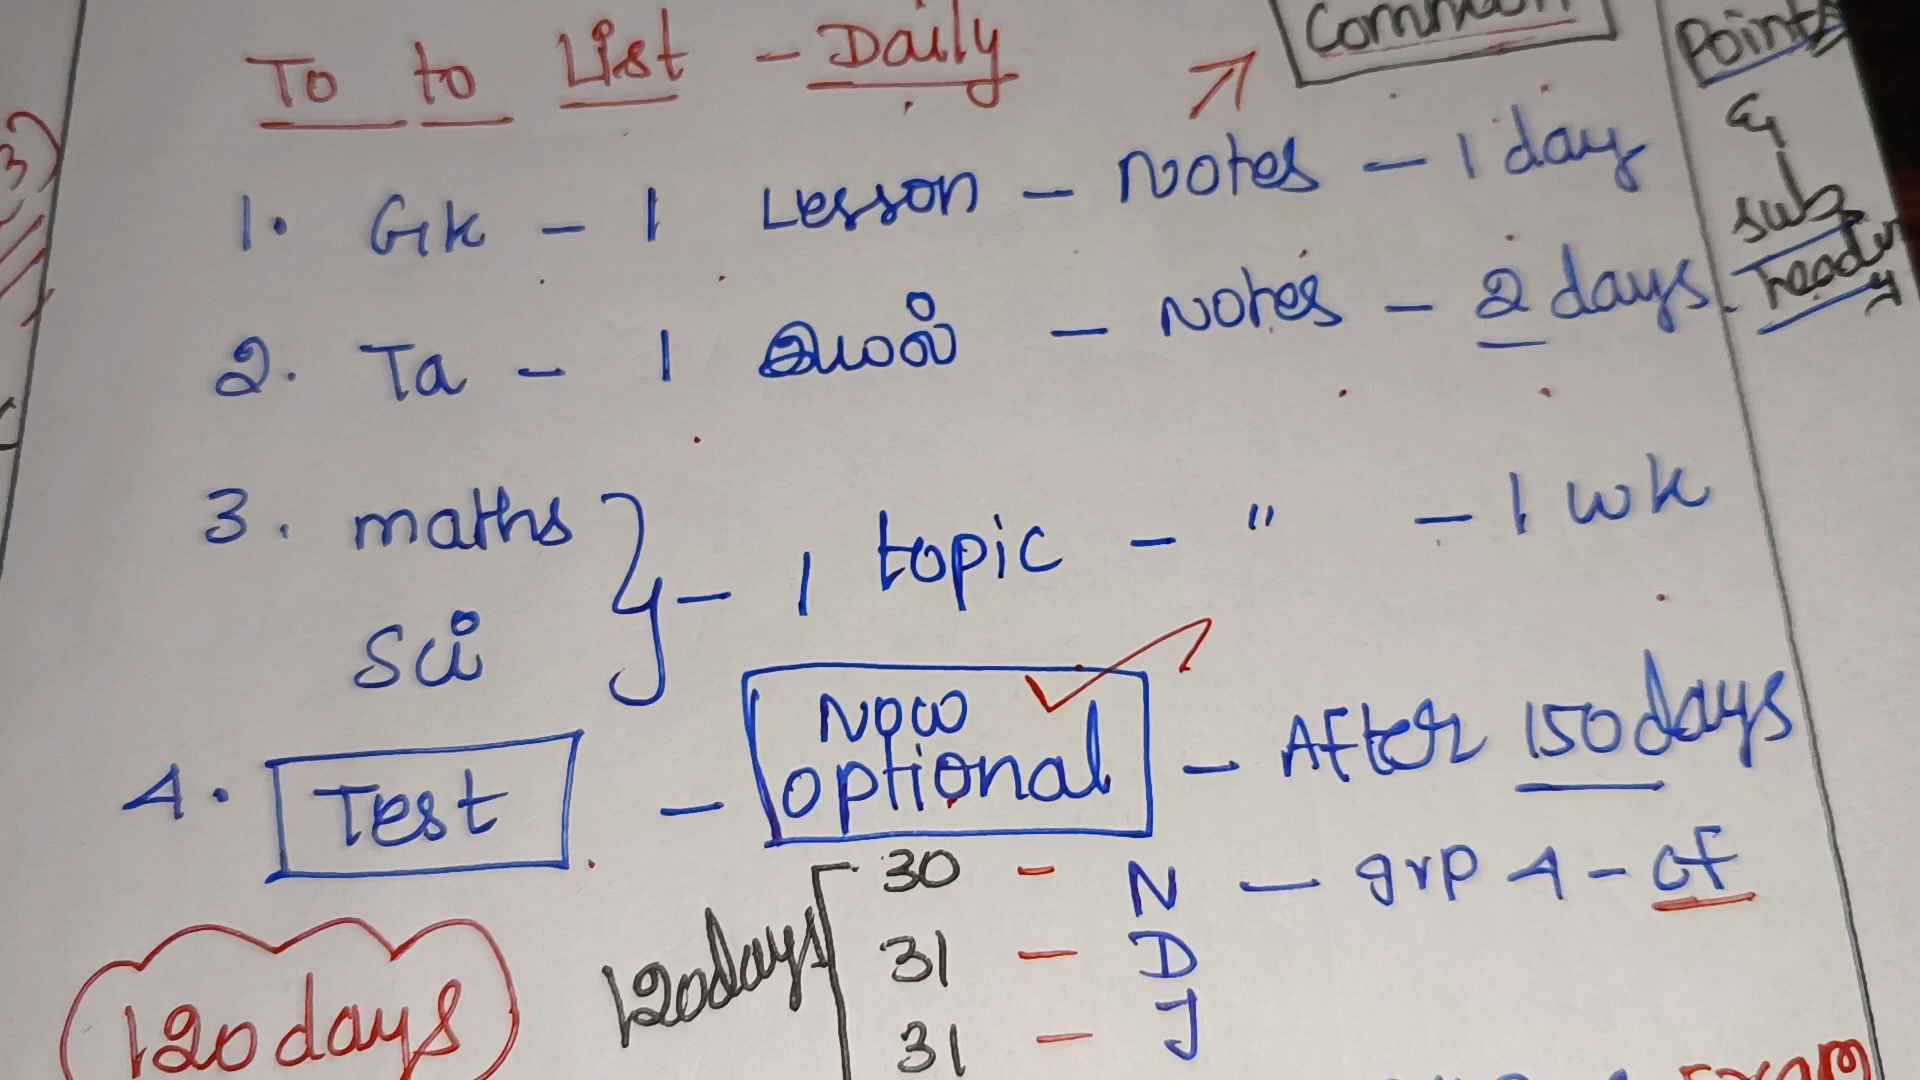 To to List - Daily
Common
1. GK - 1 Lesson - Notes - 1 day
2. Ta - 1 இயல் - Notes - 2 days
3. maths
Sci } - 1 topic - " - 1 wk
4. Test - Now optional - After 150 days
30 - N - grp 4 - cf
31 - D
31 - J
120 days
120 days
Points
&
sub
Exam
3)